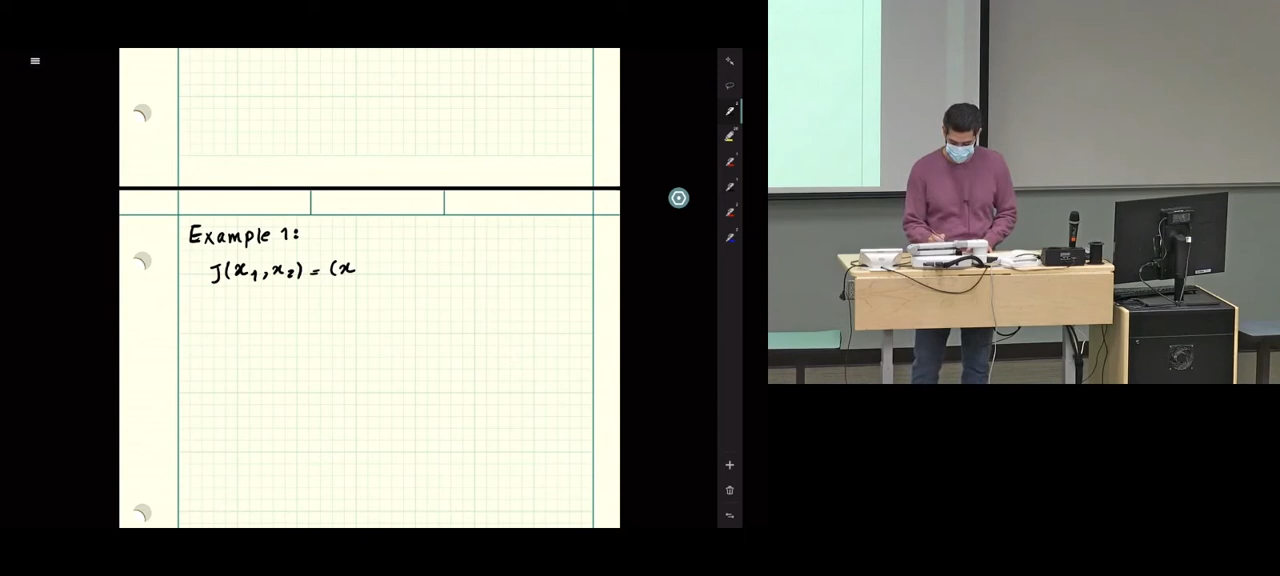 Example 1:
J(x₁, x₂) = (x